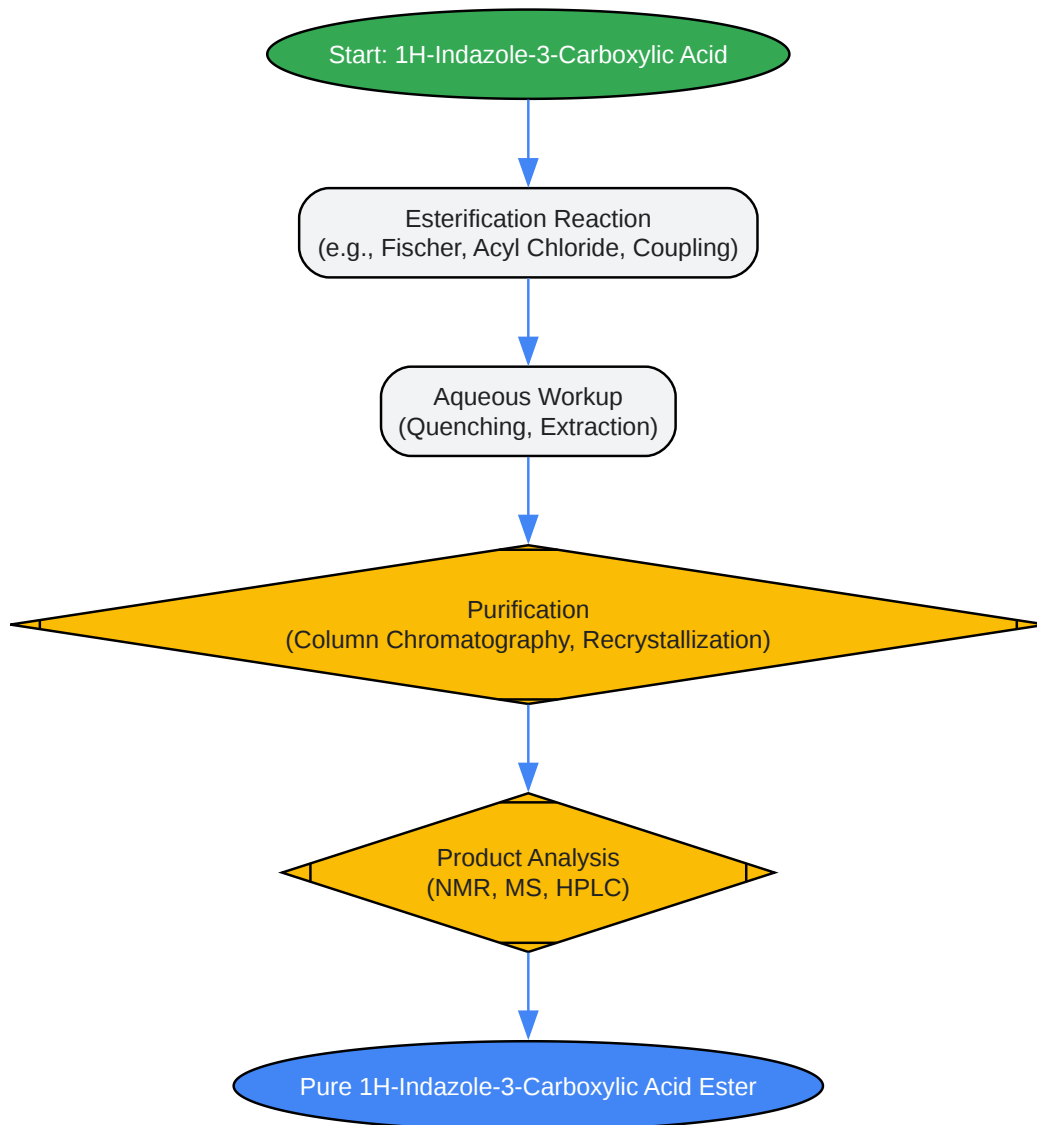 Start: 1H-Indazole-3-Carboxylic Acid
Esterification Reaction
(e.g., Fischer, Acyl Chloride, Coupling)
Aqueous Workup
(Quenching, Extraction)
Purification
(Column Chromatography, Recrystallization)
Product Analysis
(NMR, MS, HPLC)
Pure 1H-Indazole-3-Carboxylic Acid Ester